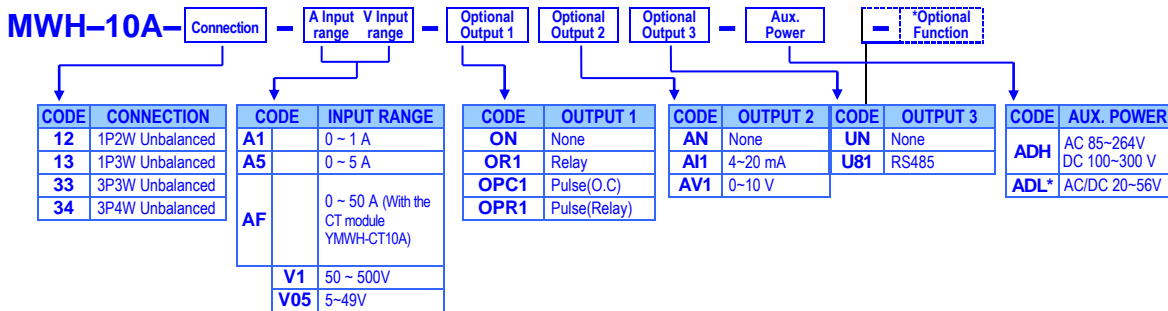 MWH–10A– Connection – A Input range V Input range – Optional Output 1 Optional Output 2 Optional Output 3 – Aux. Power – *Optional Function
CODE CONNECTION
12 1P2W Unbalanced
13 1P3W Unbalanced
33 3P3W Unbalanced
34 3P4W Unbalanced
CODE INPUT RANGE
A1 0 ~ 1 A
A5 0 ~ 5 A
AF 0 ~ 50 A (With the
CT module
YMWH-CT10A)
V1 50 ~ 500V
V05 5~49V
CODE OUTPUT 1
ON None
OR1 Relay
OPC1 Pulse(O.C)
OPR1 Pulse(Relay)
CODE OUTPUT 2
AN None
AI1 4~20 mA
AV1 0~10 V
CODE OUTPUT 3
UN None
U81 RS485
CODE AUX. POWER
ADH AC 85~264V
DC 100~300 V
ADL* AC/DC 20~56V